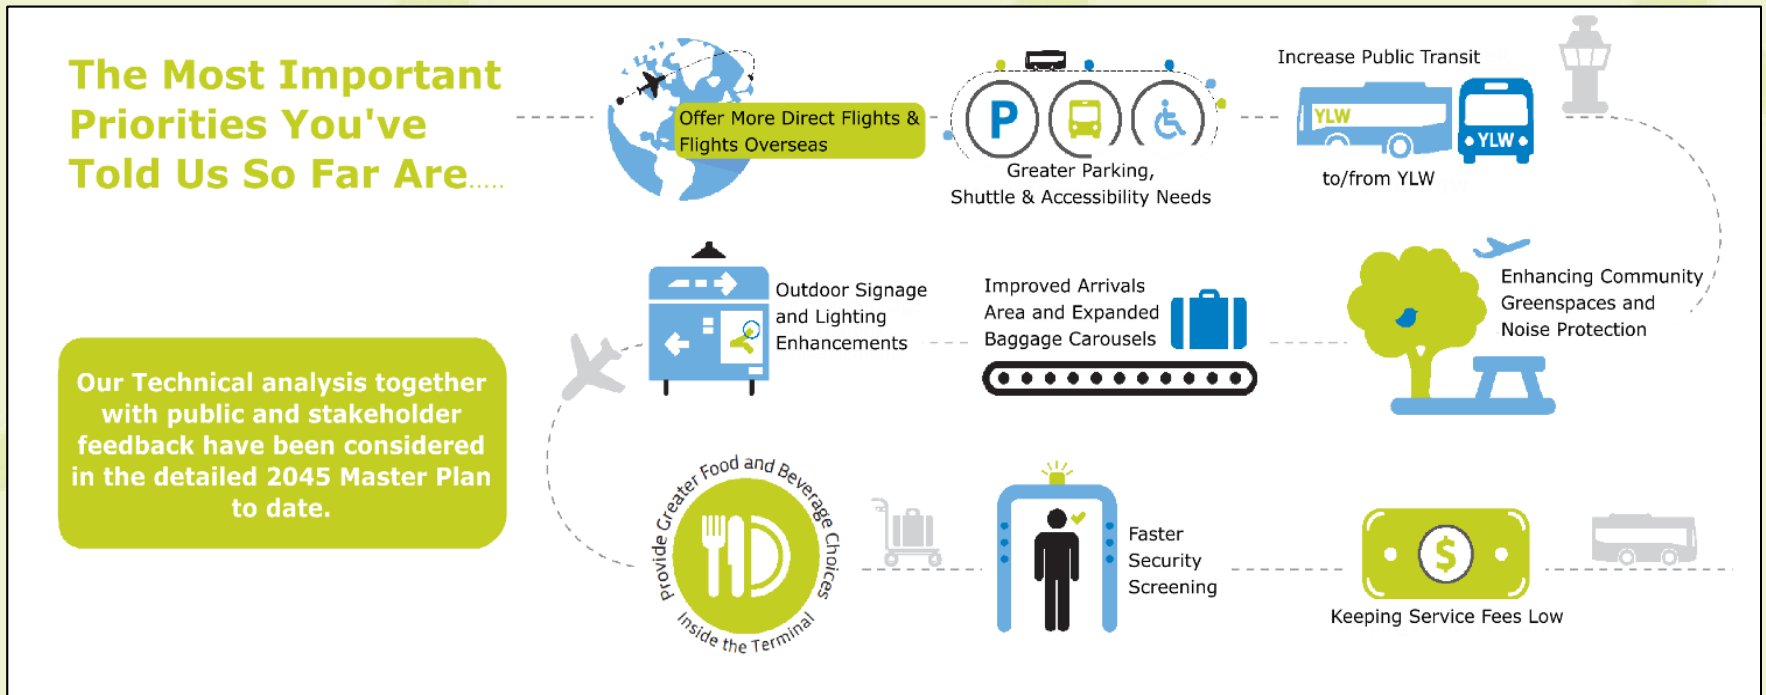 The Most Important
Priorities You've
Told Us So Far Are.....
Offer More Direct Flights &
Flights Overseas
P
Greater Parking,
Shuttle & Accessibility Needs
Increase Public Transit
YLW
YLW
to/from YLW
Enhancing Community
Greenspaces and
Noise Protection
Improved Arrivals
Area and Expanded
Baggage Carousels
Outdoor Signage
and Lighting
Enhancements
Our Technical analysis together
with public and stakeholder
feedback have been considered
in the detailed 2045 Master Plan
to date.
Provide Greater Food and Beverage Choices
Inside the Terminal
Faster
Security
Screening
$
Keeping Service Fees Low